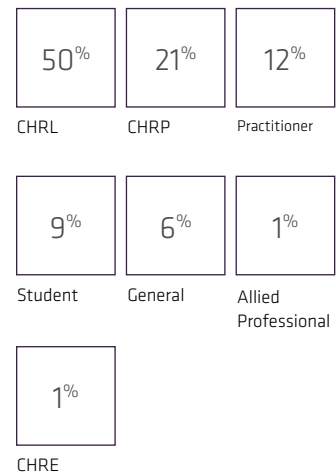 50% 21% 12%
CHRL CHRP Practitioner
9% 6% 1%
Student General Allied
Professional
1%
CHRE